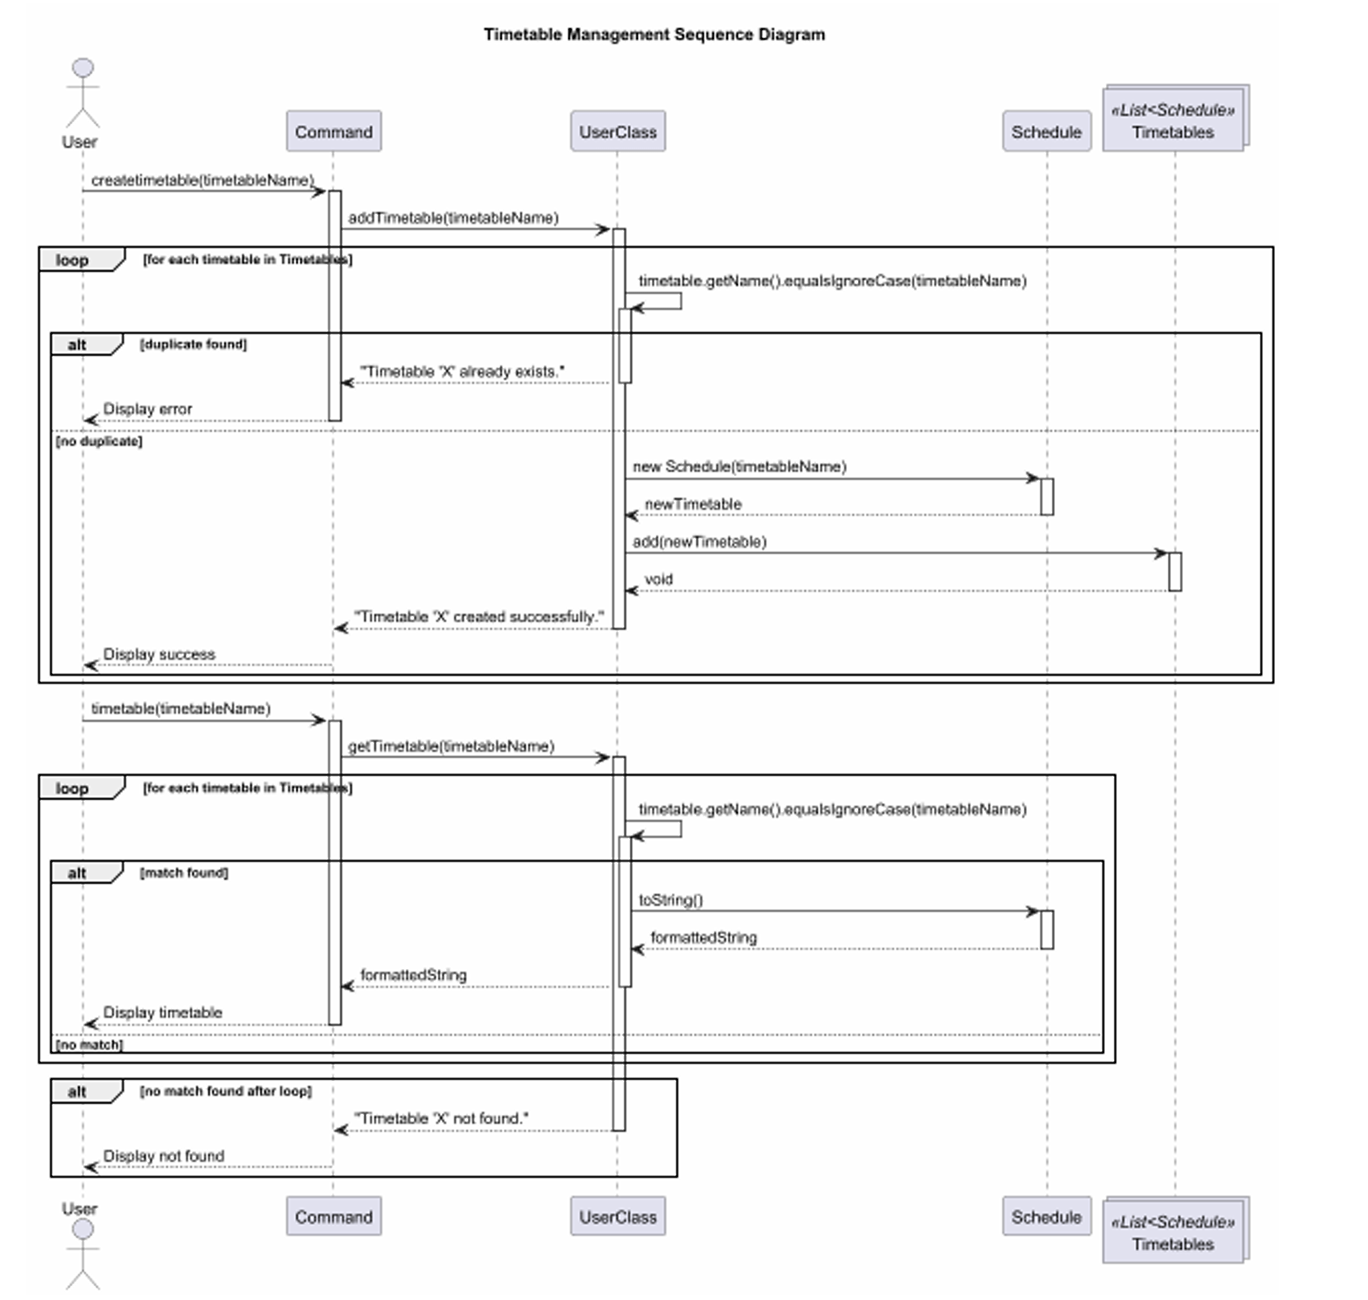 Timetable Management Sequence Diagram
User
Command
UserClass
Schedule
«List<Schedule»
Timetables
createtimetable(timetableName)
addTimetable(timetableName)
loop
[for each timetable in Timetables]
timetable.getName().equalsIgnoreCase(timetableName)
alt
[duplicate found]
"Timetable 'X' already exists."
Display error
[no duplicate]
new Schedule(timetableName)
newTimetable
add(newTimetable)
void
"Timetable 'X' created successfully."
Display success
timetable(timetableName)
getTimetable(timetableName)
loop
[for each timetable in Timetables]
timetable.getName().equalsIgnoreCase(timetableName)
alt
[match found]
toString()
formattedString
formattedString
Display timetable
[no match]
alt
[no match found after loop]
"Timetable 'X' not found."
Display not found
User
Command
UserClass
Schedule
«List<Schedule»
Timetables